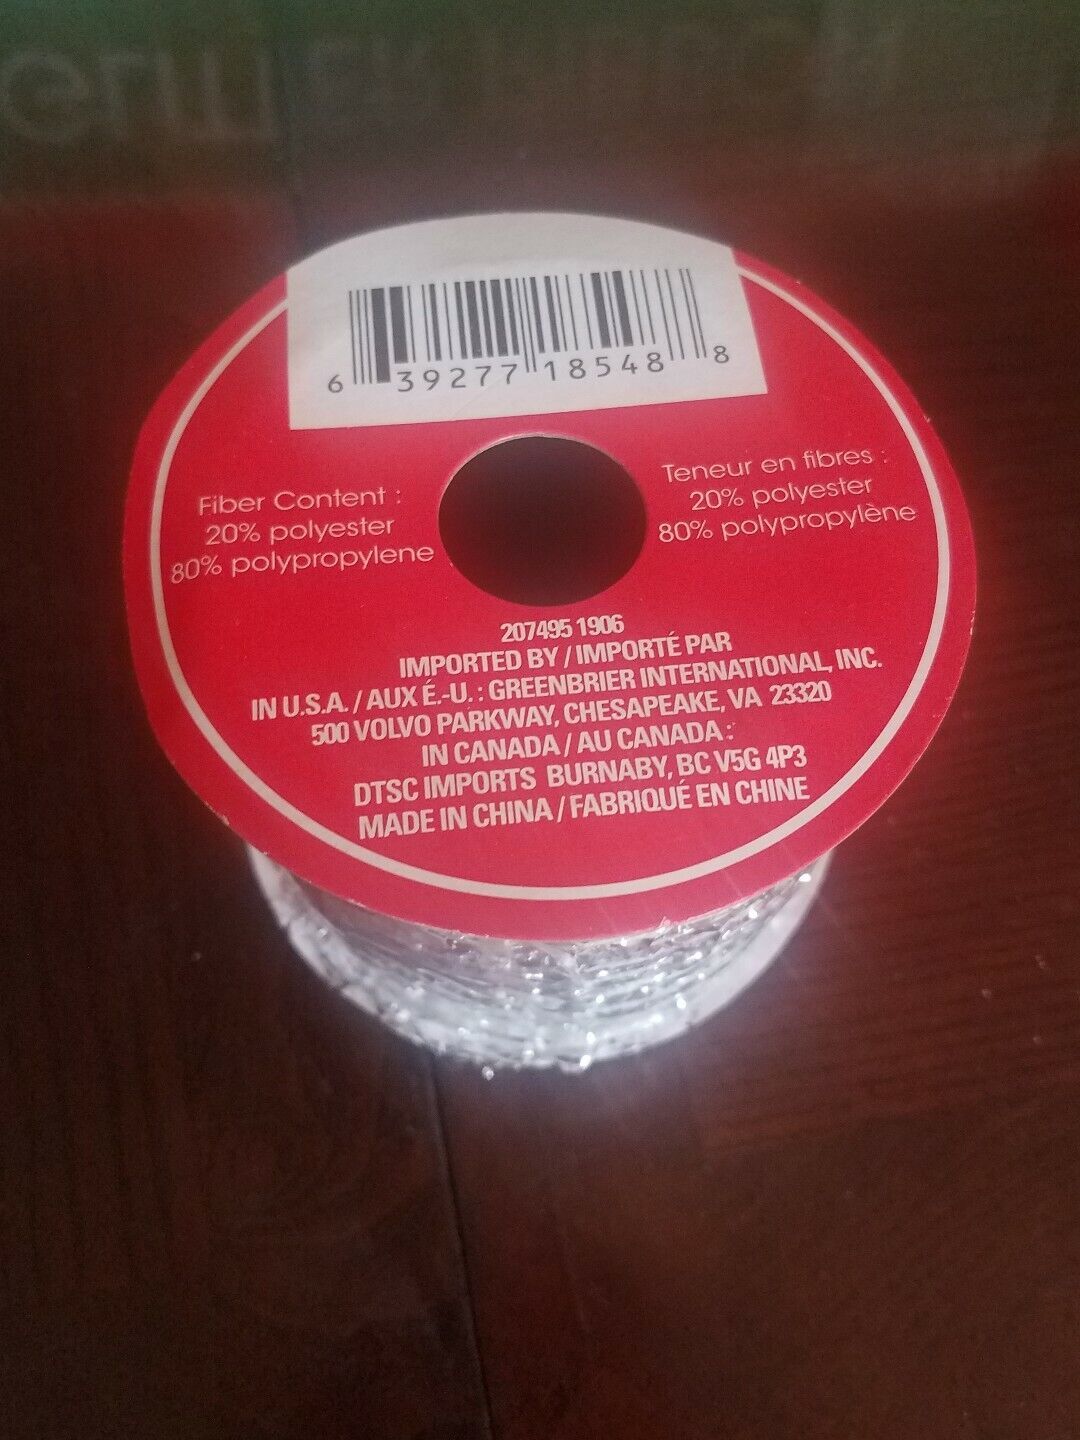 6 39277 18548 8
Fiber Content :
20% polyester
80% polypropylene
Teneur en fibres :
20% polyester
80% polypropylène
207495 1906
IMPORTED BY / IMPORTÉ PAR
IN U.S.A. / AUX É.-U. : GREENBRIER INTERNATIONAL, INC.
500 VOLVO PARKWAY, CHESAPEAKE, VA 23320
IN CANADA / AU CANADA :
DTSC IMPORTS BURNABY, BC V5G 4P3
MADE IN CHINA / FABRIQUÉ EN CHINE